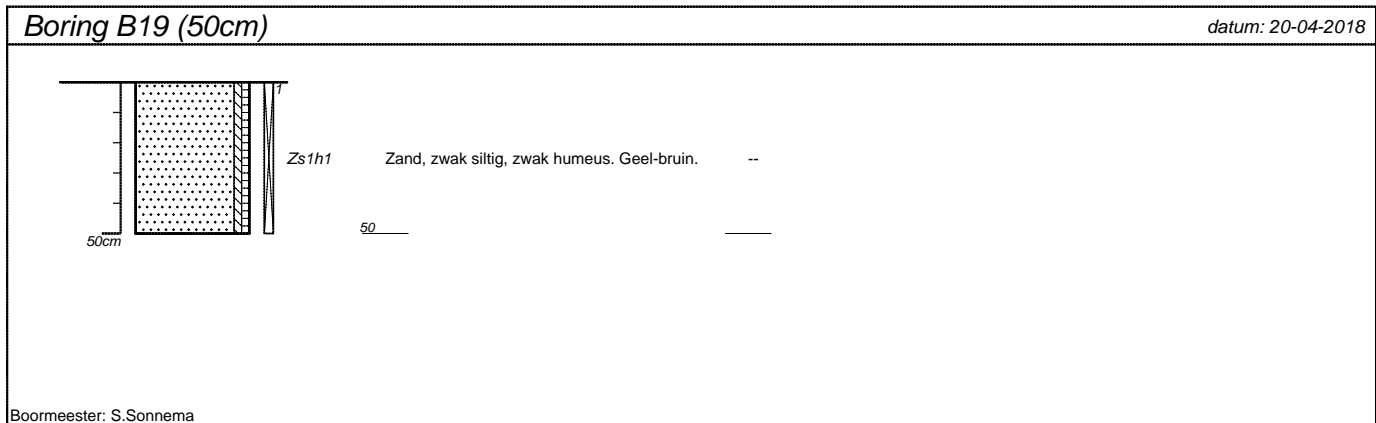 Boring B19 (50cm)
datum: 20-04-2018
1
Zs1h1 Zand, zwak siltig, zwak humeus. Geel-bruin. --
50cm 50
Boormeester: S.Sonnema